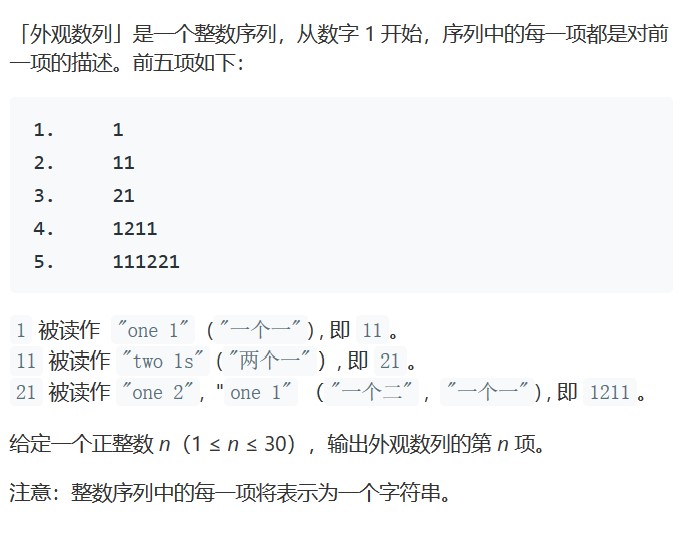 「外观数列」是一个整数序列，从数字 1 开始，序列中的每一项都是对前
一项的描述。前五项如下：
1.     1
2.     11
3.     21
4.     1211
5.     111221
1 被读作 "one 1" ("一个一") , 即 11 。
11 被读作 "two 1s" ("两个一") , 即 21 。
21 被读作 "one 2", "one 1" （"一个二" ,  "一个一") , 即 1211 。
给定一个正整数 n（1 ≤ n ≤ 30），输出外观数列的第 n 项。
注意：整数序列中的每一项将表示为一个字符串。